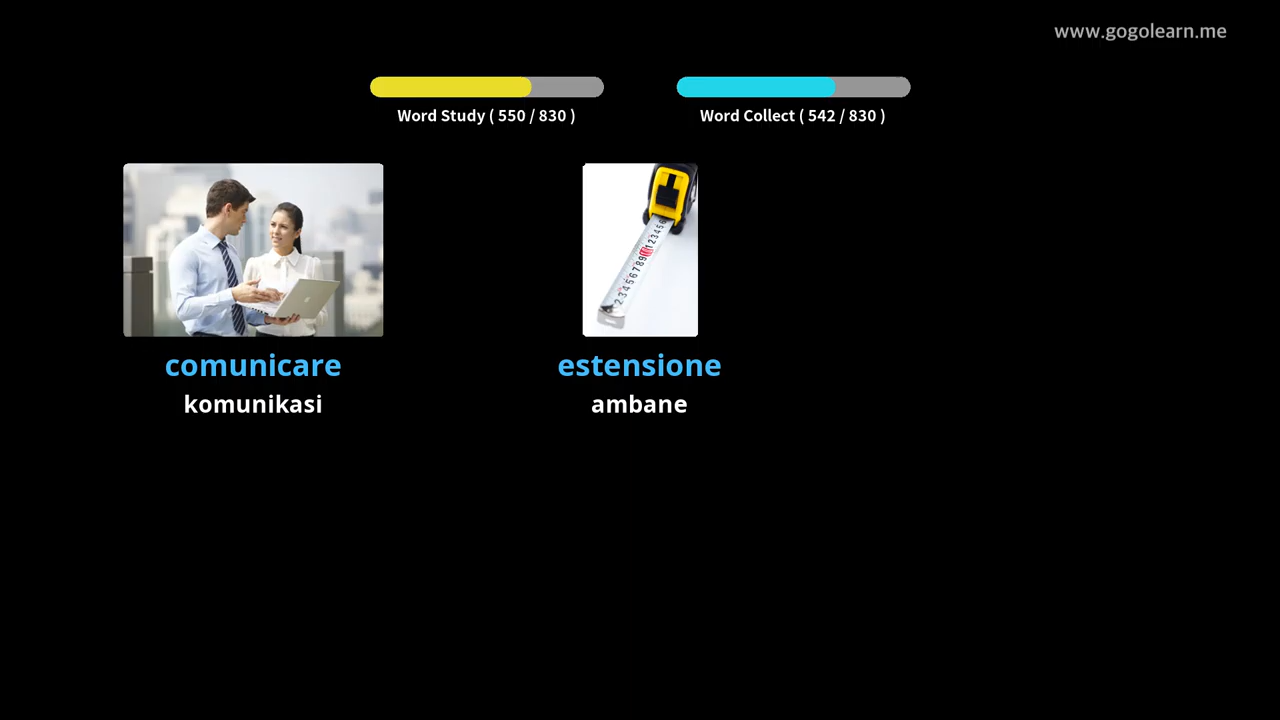 www.gogolearn.me
Word Study ( 550 / 830 )
Word Collect ( 542 / 830 )
comunicare
komunikasi
estensione
ambane